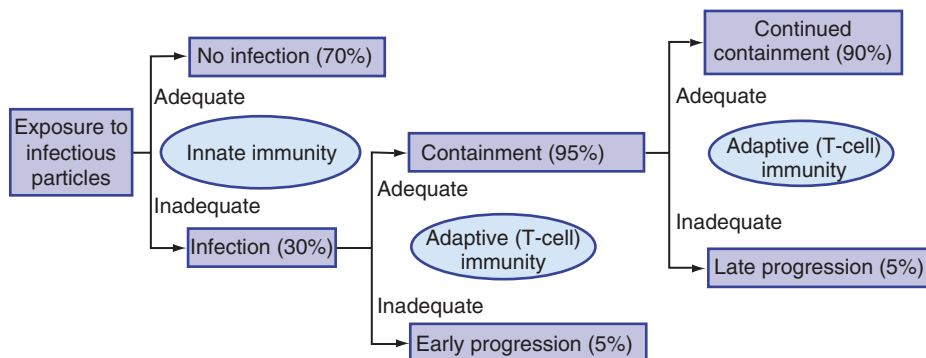 Exposure to
infectious
particles
No infection (70%)
Adequate
Innate immunity
Inadequate
Infection (30%)
Containment (95%)
Adequate
Adaptive (T-cell)
immunity
Inadequate
Early progression (5%)
Continued
containment (90%)
Adequate
Adaptive (T-cell)
immunity
Inadequate
Late progression (5%)